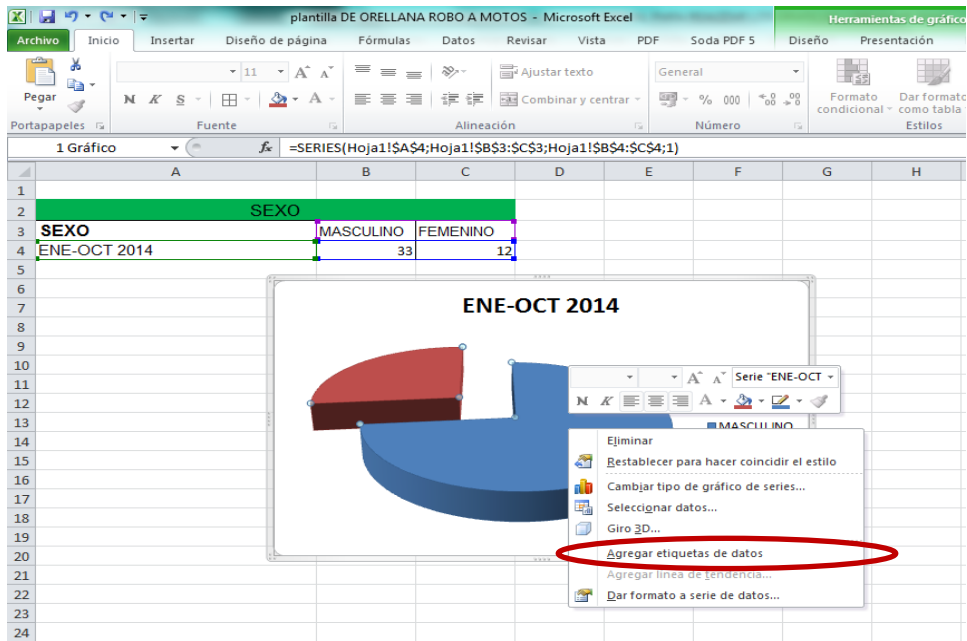 plantilla DE ORELLANA ROBO A MOTOS - Microsoft Excel
Herramientas de gráfico
Archivo Inicio Insertar Diseño de página Fórmulas Datos Revisar Vista PDF Soda PDF 5 Diseño Presentación
Pegar
N K S
11 A A
Ajustar texto
Combinar y centrar
General
% 000
Formato condicional
Dar formato como tabla
Portapapeles Fuente Alineación Número Estilos
1 Gráfico fx =SERIES(Hoja1!$A$4;Hoja1!$B$3:$C$3;Hoja1!$B$4:$C$4;1)
A B C D E F G H
1
2 SEXO
3 SEXO MASCULINO FEMENINO
4 ENE-OCT 2014 33 12
5
6
7
8
9
10
11
12
13
14
15
16
17
18
19
20
21
22
23
24
ENE-OCT 2014
A A Serie "ENE-OCT
N K A
MASCULINO
Eliminar
Restablecer para hacer coincidir el estilo
Cambiar tipo de gráfico de series...
Seleccionar datos...
Giro 3D...
Agregar etiquetas de datos
Agregar línea de tendencia...
Dar formato a serie de datos...